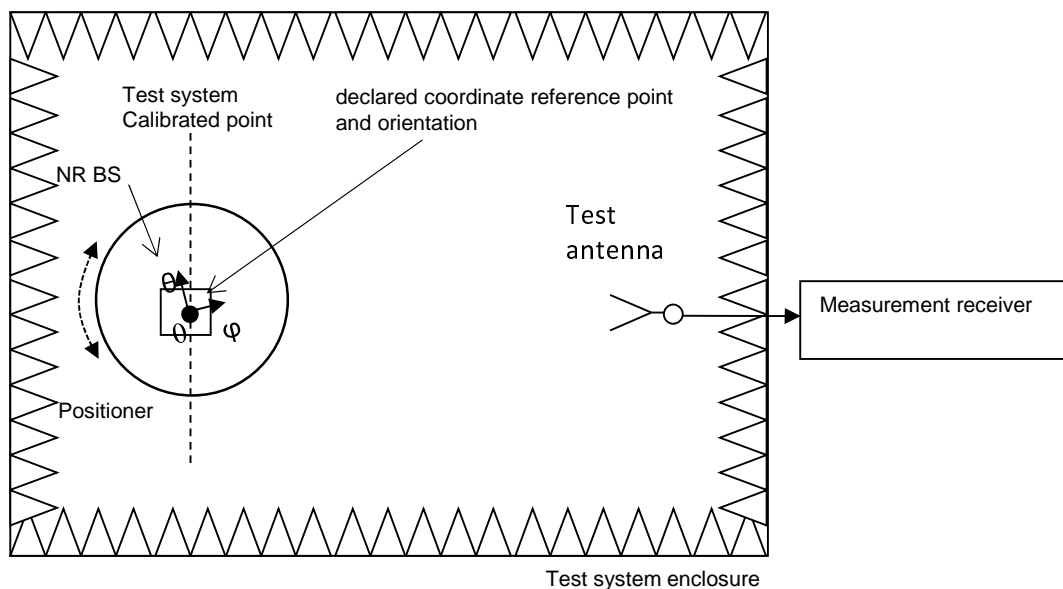 Test system
Calibrated point
declared coordinate reference point
and orientation
NR BS
Test
antenna
θ
0
φ
Measurement receiver
Positioner
Test system enclosure